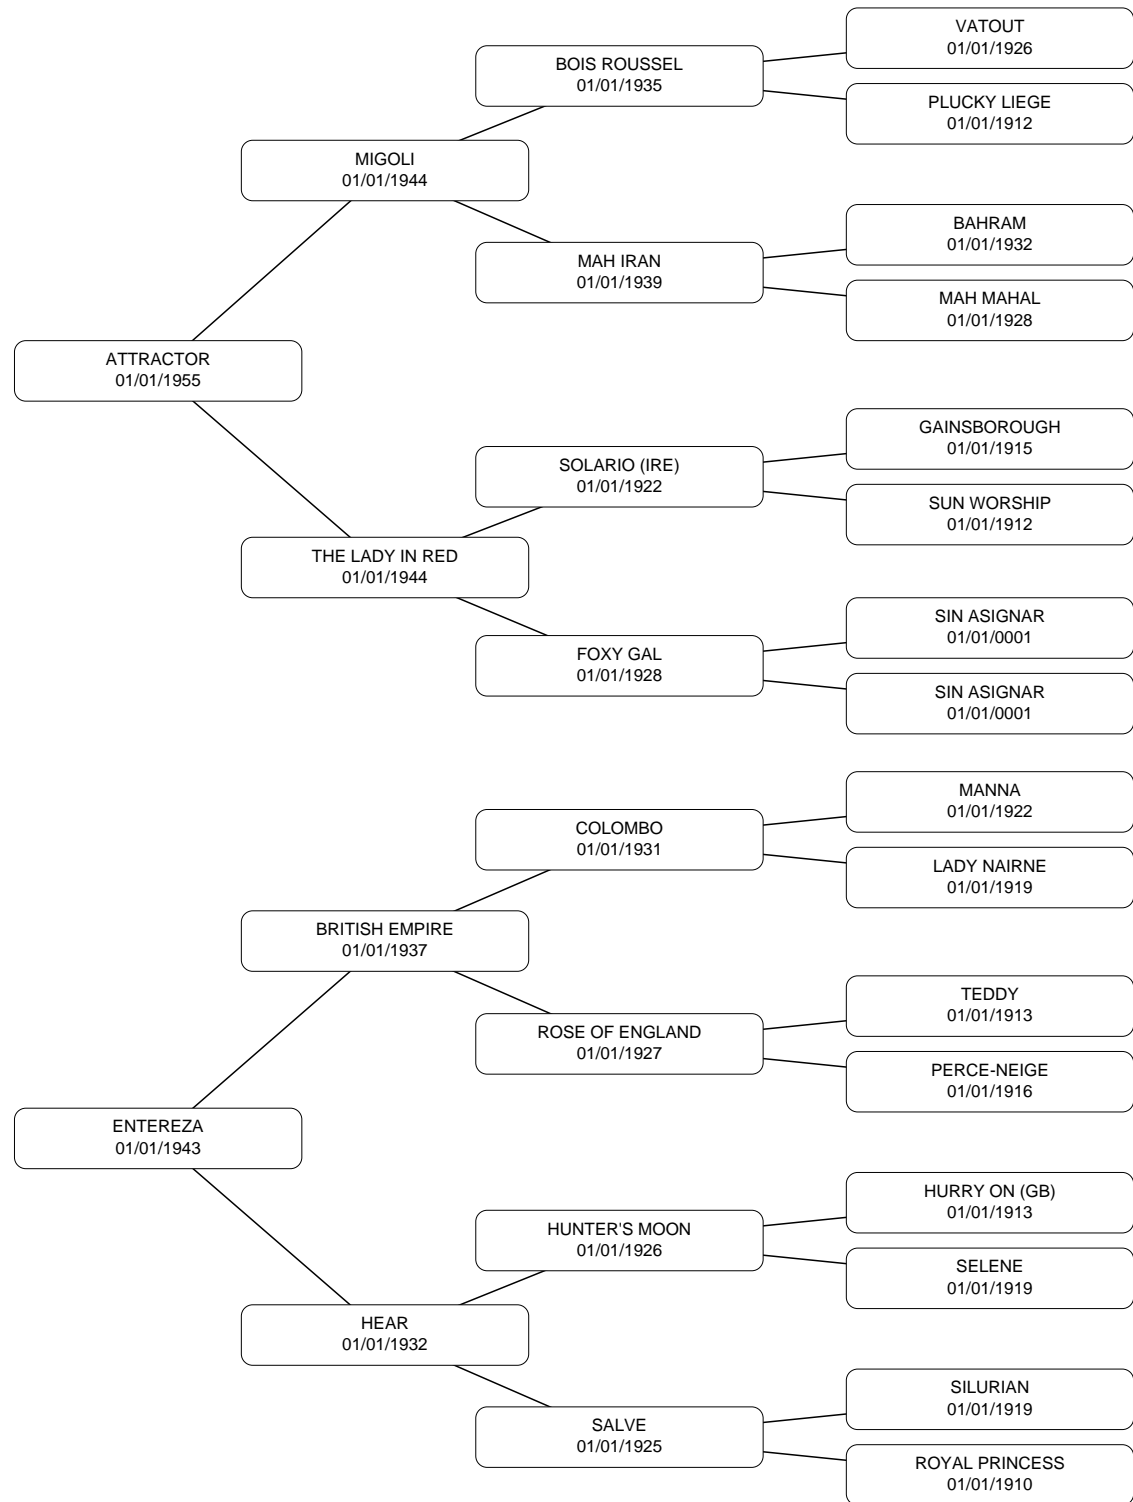 VATOUT
01/01/1926
BOIS ROUSSEL
01/01/1935
PLUCKY LIEGE
01/01/1912
MIGOLI
01/01/1944
BAHRAM
01/01/1932
MAH IRAN
01/01/1939
MAH MAHAL
01/01/1928
ATTRACTOR
01/01/1955
GAINSBOROUGH
01/01/1915
SOLARIO (IRE)
01/01/1922
SUN WORSHIP
01/01/1912
THE LADY IN RED
01/01/1944
SIN ASIGNAR
01/01/0001
FOXY GAL
01/01/1928
SIN ASIGNAR
01/01/0001
MANNA
01/01/1922
COLOMBO
01/01/1931
LADY NAIRNE
01/01/1919
BRITISH EMPIRE
01/01/1937
TEDDY
01/01/1913
ROSE OF ENGLAND
01/01/1927
PERCE-NEIGE
01/01/1916
ENTEREZA
01/01/1943
HURRY ON (GB)
01/01/1913
HUNTER'S MOON
01/01/1926
SELENE
01/01/1919
HEAR
01/01/1932
SILURIAN
01/01/1919
SALVE
01/01/1925
ROYAL PRINCESS
01/01/1910